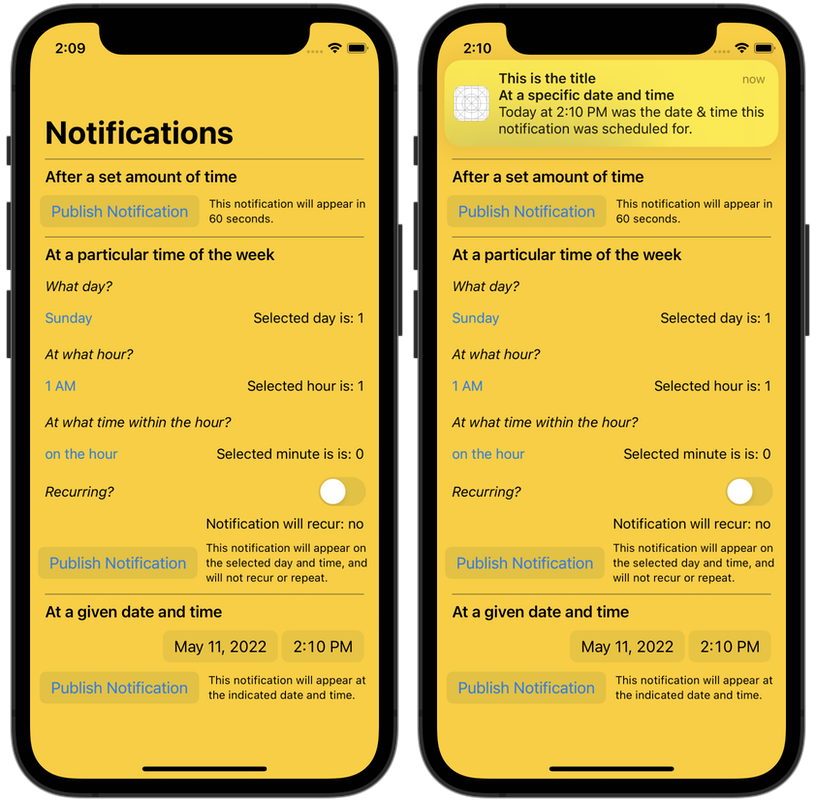 2:09
Notifications
After a set amount of time
Publish Notification
This notification will appear in
60 seconds.
At a particular time of the week
What day?
Sunday
Selected day is: 1
At what hour?
1 AM
Selected hour is: 1
At what time within the hour?
on the hour
Selected minute is is: 0
Recurring?
Notification will recur: no
Publish Notification
This notification will appear on
the selected day and time, and
will not recur or repeat.
At a given date and time
May 11, 2022
2:10 PM
Publish Notification
This notification will appear at
the indicated date and time.
2:10
This is the title
now
At a specific date and time
Today at 2:10 PM was the date & time this
notification was scheduled for.
After a set amount of time
Publish Notification
This notification will appear in
60 seconds.
At a particular time of the week
What day?
Sunday
Selected day is: 1
At what hour?
1 AM
Selected hour is: 1
At what time within the hour?
on the hour
Selected minute is is: 0
Recurring?
Notification will recur: no
Publish Notification
This notification will appear on
the selected day and time, and
will not recur or repeat.
At a given date and time
May 11, 2022
2:10 PM
Publish Notification
This notification will appear at
the indicated date and time.